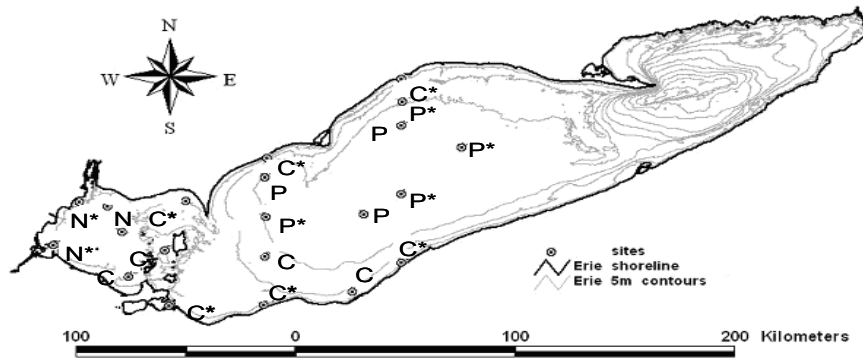 N
W E
S
C*
P*
P
P*
C*
P
P*
P*
P
N* N C*
N* C
C C
C C*
C* C*
sites
Erie shoreline
Erie 5m contours
100 0 100 200 Kilometers